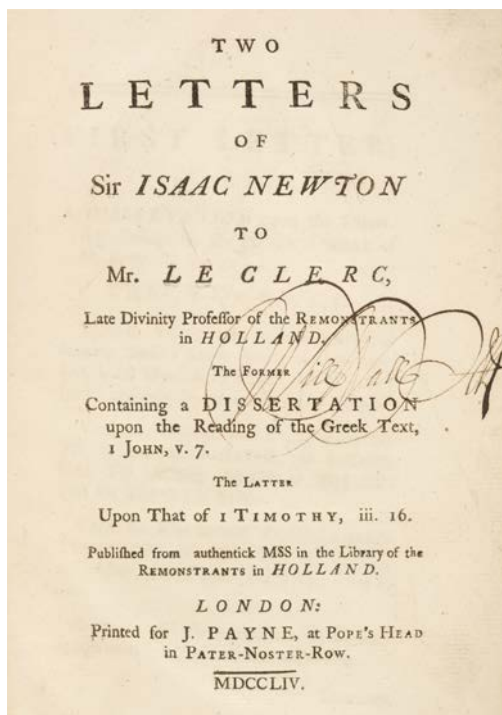 TWO
LETTERS
OF
Sir ISAAC NEWTON
TO
Mr. LE CLERC,
Late Divinity Profeſſor of the REMONSTRANTS
in HOLLAND.
The FORMER
Containing a DISSERTATION
upon the Reading of the Greek Text,
1 JOHN, v. 7.
The LATTER
Upon That of 1 TIMOTHY, iii. 16.
Publiſhed from authentick MSS in the Library of the
REMONSTRANTS in HOLLAND.
LONDON:
Printed for J. PAYNE, at POPE'S HEAD
in PATER-NOSTER-ROW.
MDCCLIV.